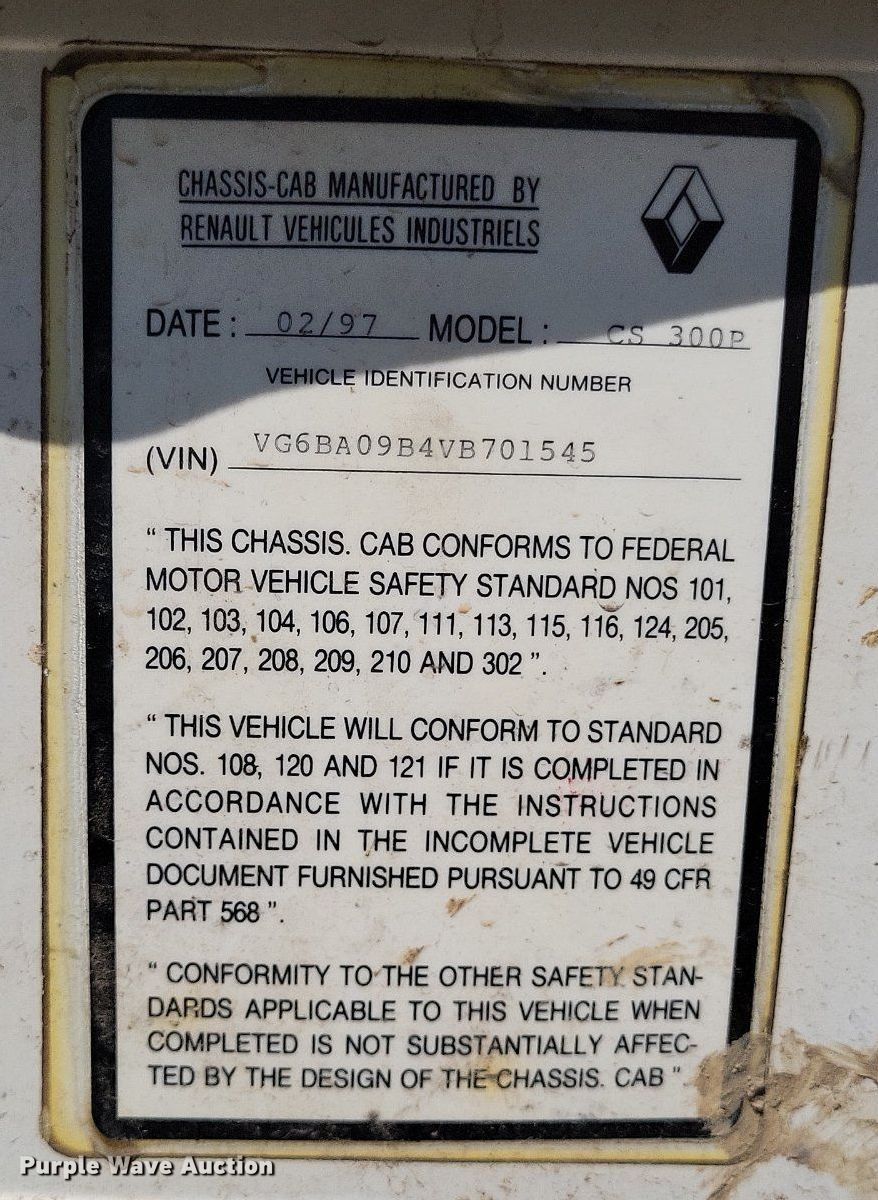 CHASSIS-CAB MANUFACTURED BY
RENAULT VEHICULES INDUSTRIELS
DATE : 02/97 MODEL : CS 300P
VEHICLE IDENTIFICATION NUMBER
(VIN) VG6BA09B4VB701545
“ THIS CHASSIS. CAB CONFORMS TO FEDERAL
MOTOR VEHICLE SAFETY STANDARD NOS 101,
102, 103, 104, 106, 107, 111, 113, 115, 116, 124, 205,
206, 207, 208, 209, 210 AND 302 ”.
“ THIS VEHICLE WILL CONFORM TO STANDARD
NOS. 108, 120 AND 121 IF IT IS COMPLETED IN
ACCORDANCE WITH THE INSTRUCTIONS
CONTAINED IN THE INCOMPLETE VEHICLE
DOCUMENT FURNISHED PURSUANT TO 49 CFR
PART 568 ”.
“ CONFORMITY TO THE OTHER SAFETY STAN-
DARDS APPLICABLE TO THIS VEHICLE WHEN
COMPLETED IS NOT SUBSTANTIALLY AFFEC-
TED BY THE DESIGN OF THE CHASSIS. CAB ”.
Purple Wave Auction